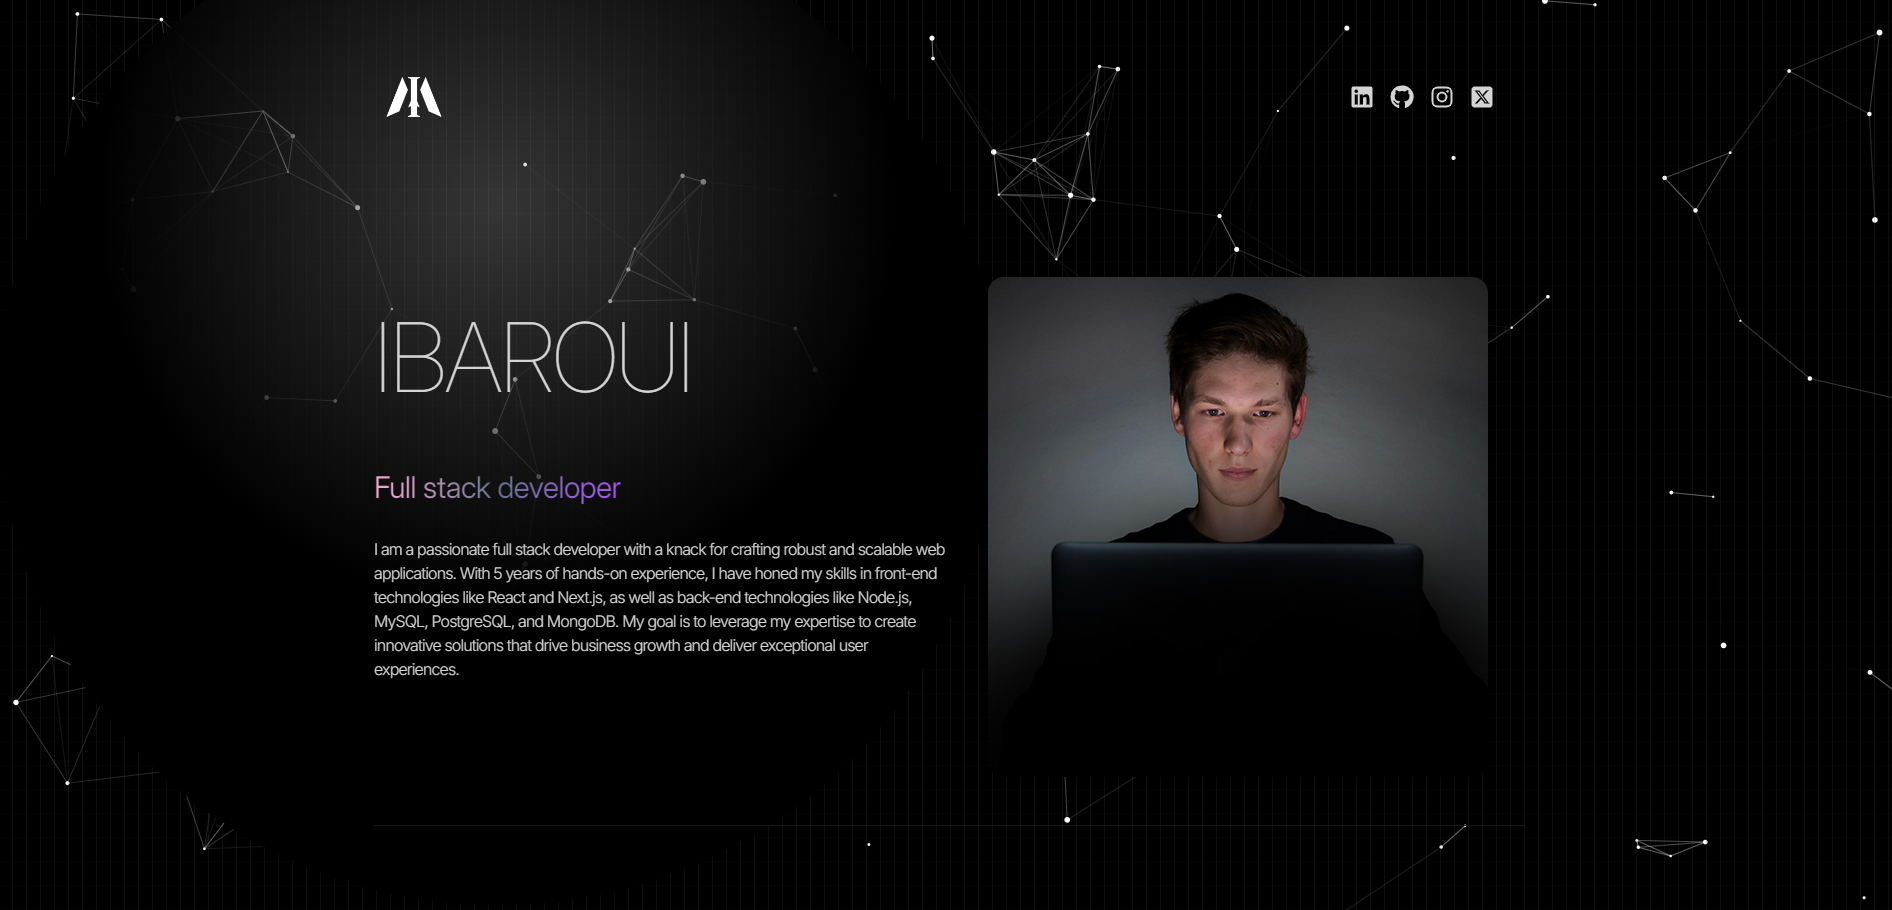 IBAROUI
Full stack developer
I am a passionate full stack developer with a knack for crafting robust and scalable web
applications. With 5 years of hands-on experience, I have honed my skills in front-end
technologies like React and Next.js, as well as back-end technologies like Node.js,
MySQL, PostgreSQL, and MongoDB. My goal is to leverage my expertise to create
innovative solutions that drive business growth and deliver exceptional user
experiences.